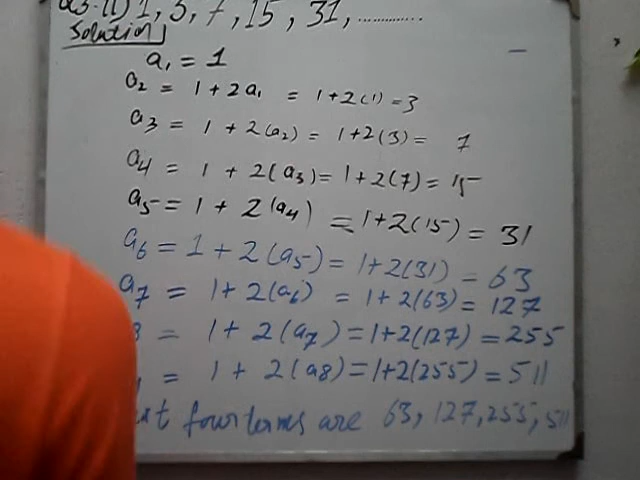 Q3.(i) 1, 3, 7, 15, 31, ..............
Solution
a₁ = 1
a₂ = 1 + 2a₁ = 1+2(1) = 3
a₃ = 1 + 2(a₂) = 1+2(3) = 7
a₄ = 1 + 2(a₃) = 1+2(7) = 15
a₅ = 1 + 2(a₄) = 1+2(15) = 31
a₆ = 1 + 2(a₅) = 1+2(31) = 63
a₇ = 1+ 2(a₆) = 1+2(63) = 127
8 = 1+ 2(a₇) = 1+2(127) = 255
= 1 + 2(a8) = 1+2(255) = 511
xt four terms are 63, 127, 255, 511